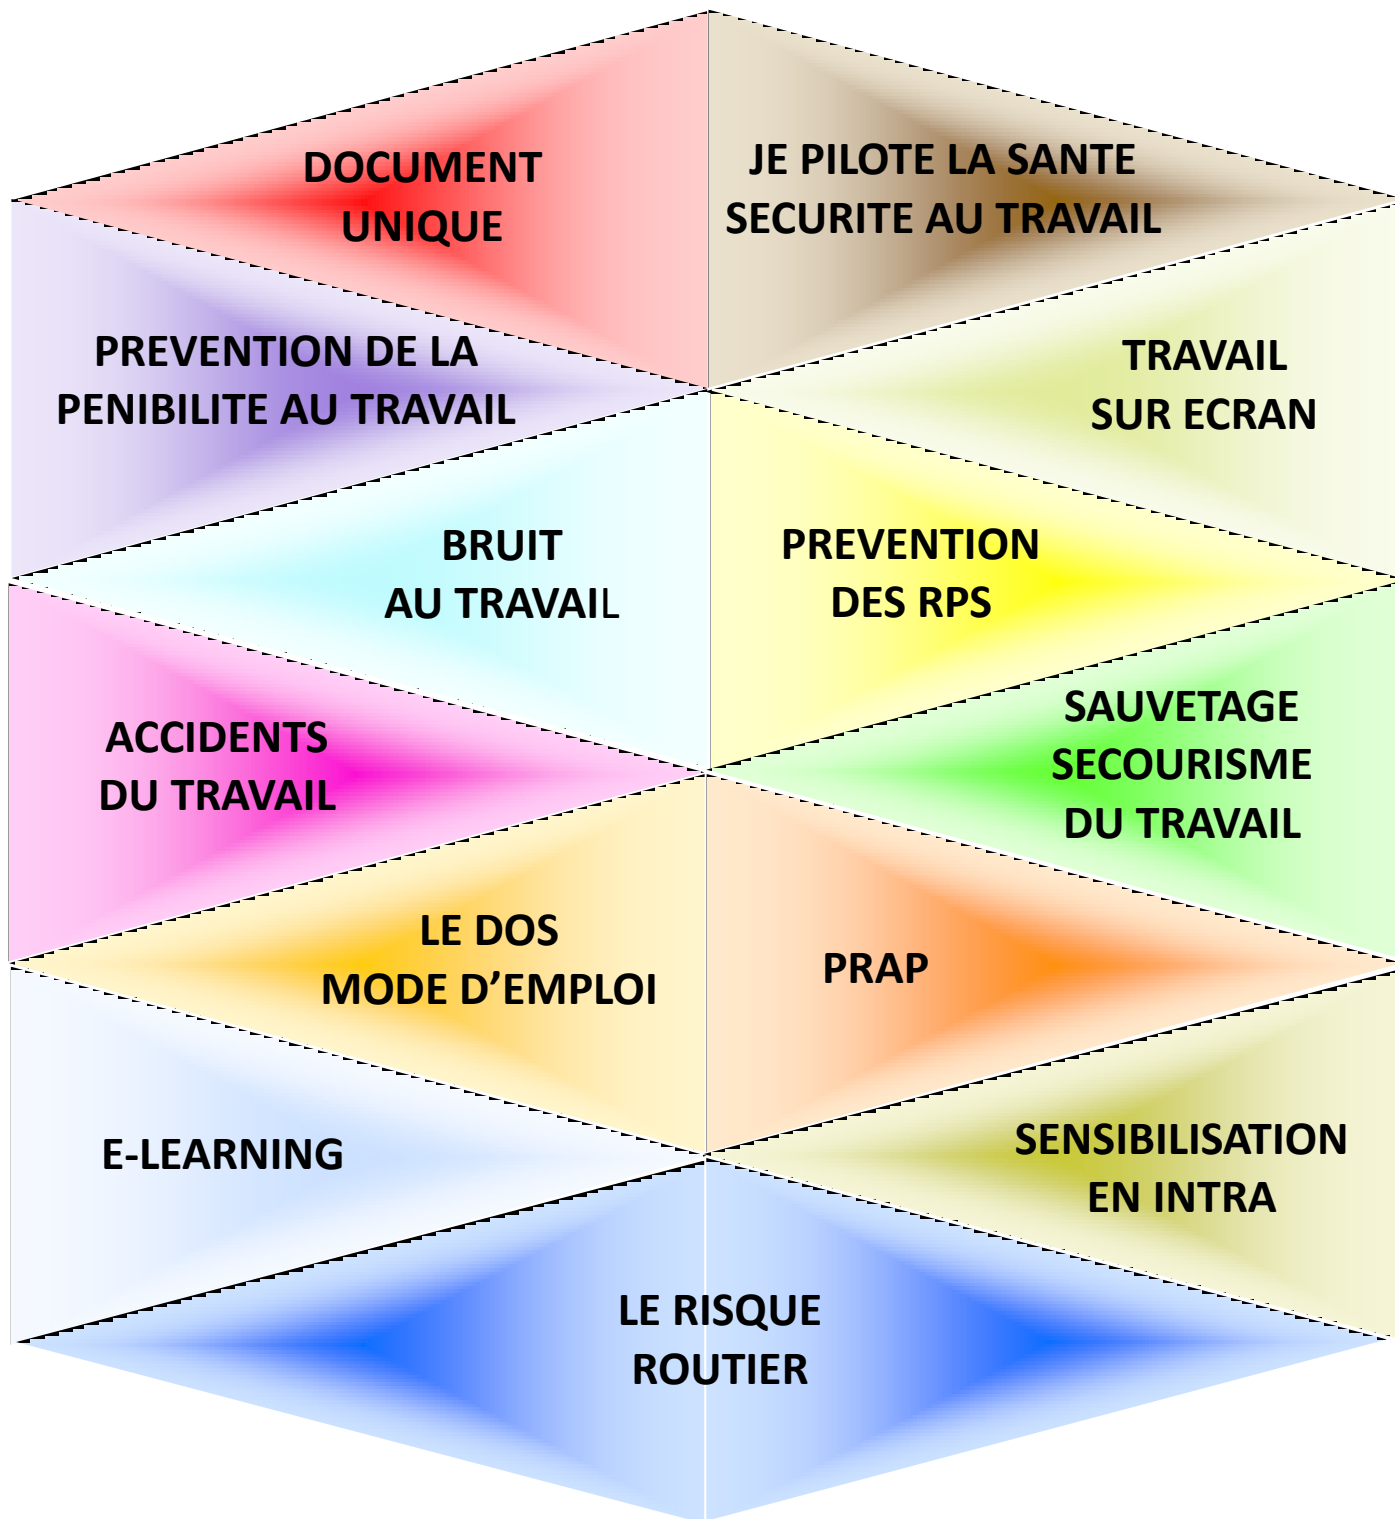 DOCUMENT
UNIQUE
JE PILOTE LA SANTE
SECURITE AU TRAVAIL
PREVENTION DE LA
PENIBILITE AU TRAVAIL
TRAVAIL
SUR ECRAN
BRUIT
AU TRAVAIL
PREVENTION
DES RPS
ACCIDENTS
DU TRAVAIL
SAUVETAGE
SECOURISME
DU TRAVAIL
LE DOS
MODE D’EMPLOI
PRAP
E-LEARNING
SENSIBILISATION
EN INTRA
LE RISQUE
ROUTIER